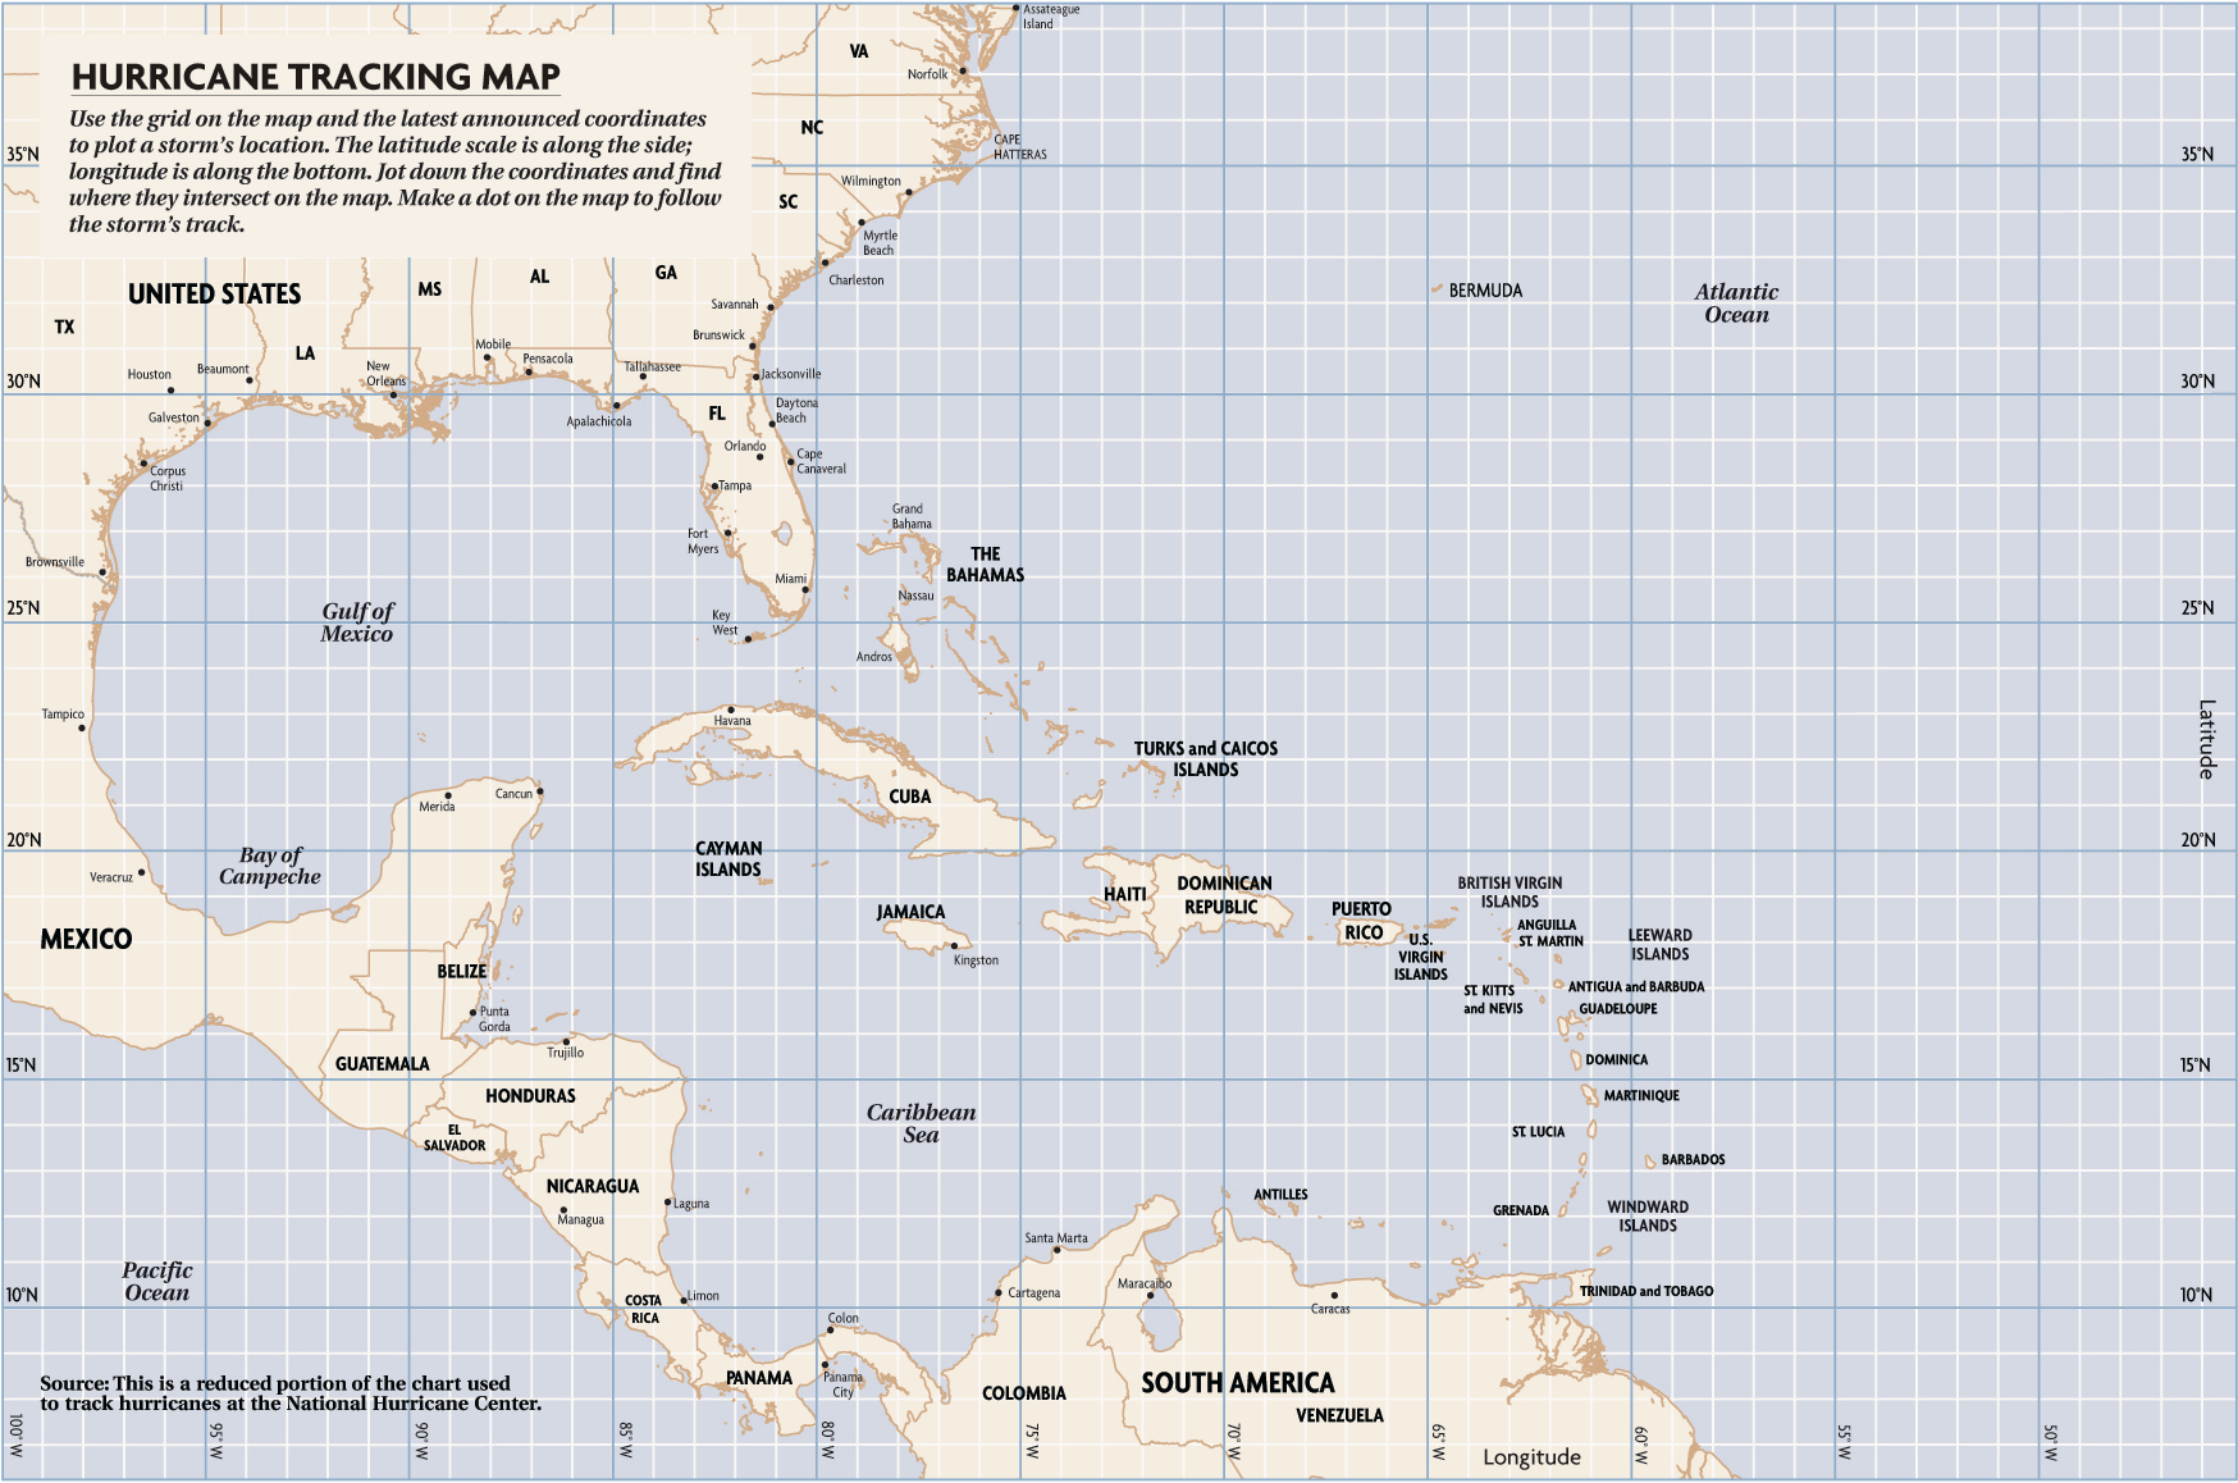 HURRICANE TRACKING MAP
Use the grid on the map and the latest announced coordinates
to plot a storm's location. The latitude scale is along the side;
longitude is along the bottom. Jot down the coordinates and find
where they intersect on the map. Make a dot on the map to follow
the storm's track.
Assateague
Island
VA
Norfolk
NC
CAPE
HATTERAS
35°N
35°N
Wilmington
SC
Myrtle
Beach
Charleston
UNITED STATES
MS
AL
GA
Savannah
BERMUDA
Atlantic
Ocean
TX
LA
Brunswick
Mobile
Pensacola
Tallahassee
Jacksonville
Houston
Beaumont
New
Orleans
30°N
30°N
Galveston
Apalachicola
FL
Daytona
Beach
Orlando
Cape
Canaveral
Corpus
Christi
Tampa
Grand
Bahama
Fort
Myers
THE
BAHAMAS
Brownsville
Miami
Nassau
25°N
25°N
Gulf of
Mexico
Key
West
Andros
Tampico
Havana
Latitude
TURKS and CAICOS
ISLANDS
Merida
Cancun
CUBA
20°N
20°N
Bay of
Campeche
CAYMAN
ISLANDS
Veracruz
HAITI
DOMINICAN
REPUBLIC
BRITISH VIRGIN
ISLANDS
JAMAICA
PUERTO
RICO
ANGUILLA
ST. MARTIN
MEXICO
Kingston
U.S.
VIRGIN
ISLANDS
LEEWARD
ISLANDS
BELIZE
ST. KITTS
and NEVIS
ANTIGUA and BARBUDA
GUADELOUPE
Punta
Gorda
Trujillo
15°N
15°N
GUATEMALA
DOMINICA
HONDURAS
MARTINIQUE
Caribbean
Sea
EL
SALVADOR
ST. LUCIA
BARBADOS
NICARAGUA
Laguna
Managua
ANTILLES
GRENADA
WINDWARD
ISLANDS
Santa Marta
Pacific
Ocean
Maracaibo
10°N
10°N
COSTA
RICA
Limon
Cartagena
Caracas
TRINIDAD and TOBAGO
Colon
PANAMA
Panama
City
COLOMBIA
SOUTH AMERICA
VENEZUELA
Source: This is a reduced portion of the chart used
to track hurricanes at the National Hurricane Center.
100°W
95°W
90°W
85°W
80°W
75°W
70°W
65°W
60°W
55°W
50°W
Longitude